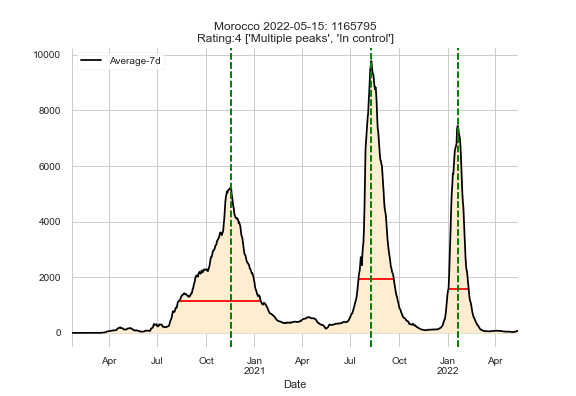 Morocco 2022-05-15: 1165795
Rating:4 ['Multiple peaks', 'In control']
Average-7d
10000
8000
6000
4000
2000
0
Apr Jul Oct Jan Apr Jul Oct Jan Apr
2021 2022
Date